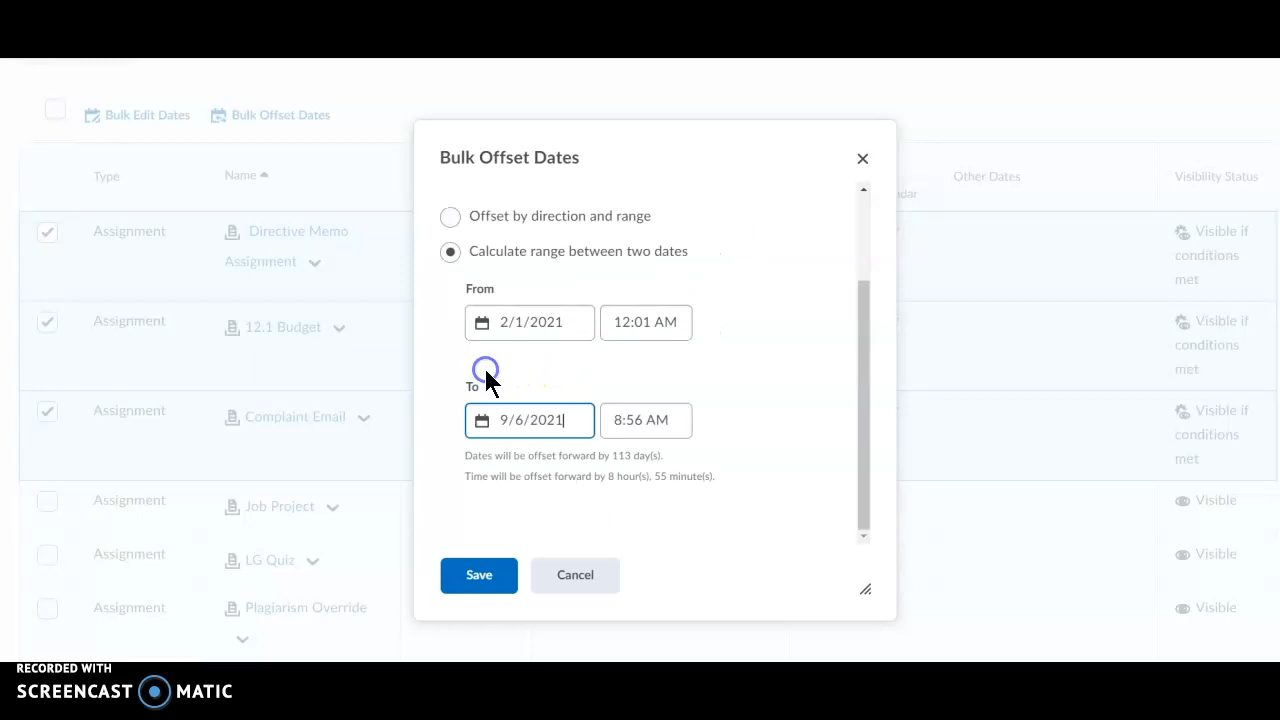 Bulk Edit Dates Bulk Offset Dates
Type Name Other Dates Visibility Status
dar
Assignment Directive Memo Assignment Visible if conditions met
Assignment 12.1 Budget Visible if conditions met
Assignment Complaint Email Visible if conditions met
Assignment Job Project Visible
Assignment LG Quiz Visible
Assignment Plagiarism Override Visible
Bulk Offset Dates
Offset by direction and range
Calculate range between two dates
From
2/1/2021 12:01 AM
To
9/6/2021 8:56 AM
Dates will be offset forward by 113 day(s).
Time will be offset forward by 8 hour(s), 55 minute(s).
Save Cancel
RECORDED WITH
SCREENCAST MATIC